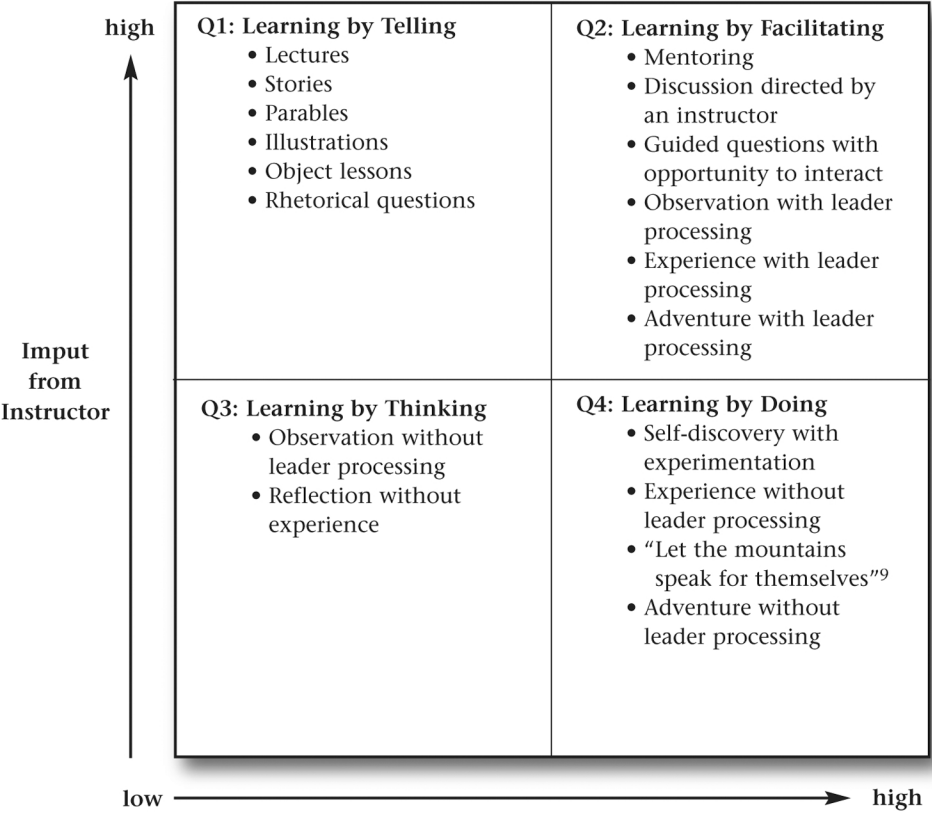 high
Q1: Learning by Telling
• Lectures
• Stories
• Parables
• Illustrations
• Object lessons
• Rhetorical questions
Q2: Learning by Facilitating
• Mentoring
• Discussion directed by
an instructor
• Guided questions with
opportunity to interact
• Observation with leader
processing
• Experience with leader
processing
• Adventure with leader
processing
Imput
from
Instructor
Q3: Learning by Thinking
• Observation without
leader processing
• Reflection without
experience
Q4: Learning by Doing
• Self-discovery with
experimentation
• Experience without
leader processing
• “Let the mountains
speak for themselves”⁹
• Adventure without
leader processing
low
high